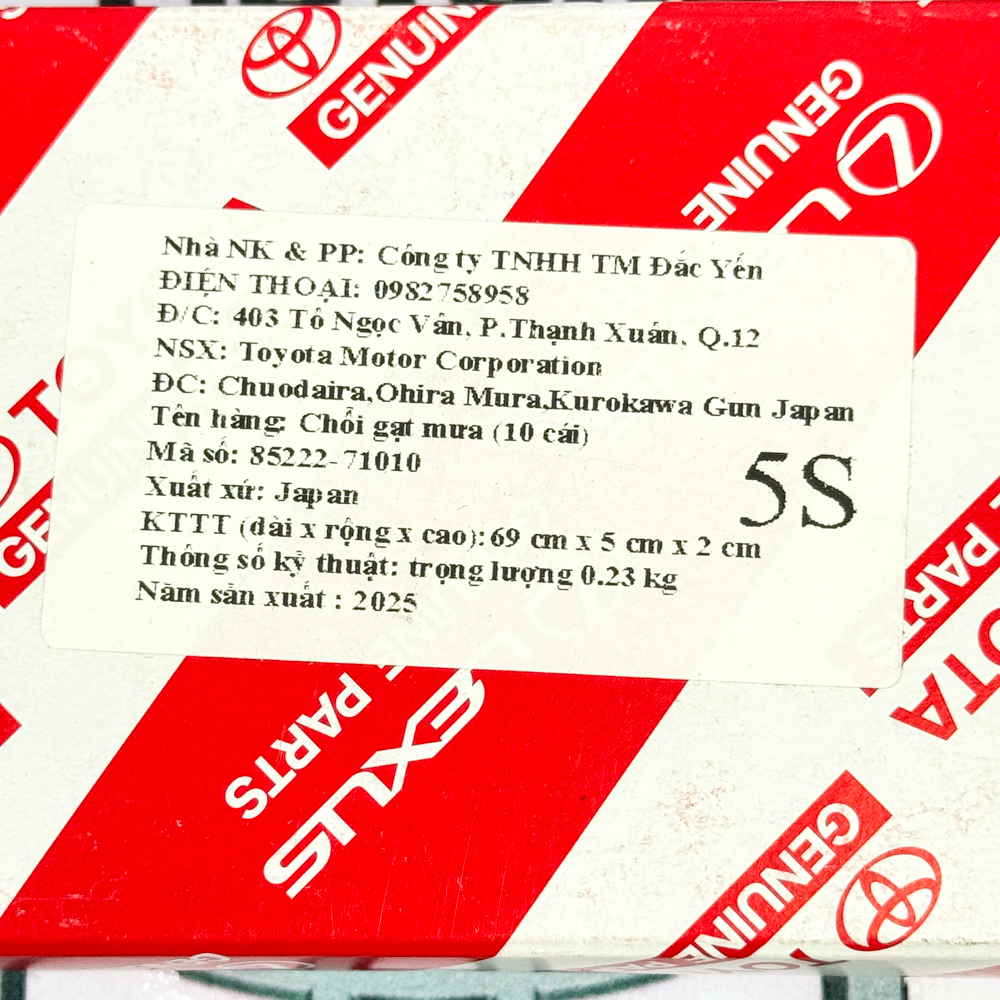 GENUINE
GENUINE
LEXUS
Nhà NK & PP: Công ty TNHH TM Đắc Yến
ĐIỆN THOẠI: 0982758958
Đ/C: 403 Tô Ngọc Vân, P.Thạnh Xuân, Q.12
NSX: Toyota Motor Corporation
ĐC: Chuodaira,Ohira Mura,Kurokawa Gun Japan
Tên hàng: Chổi gạt mưa (10 cái)
Mã số: 85222-71010
Xuất xứ: Japan
KTTT (dài x rộng x cao): 69 cm x 5 cm x 2 cm
Thông số kỹ thuật: trọng lượng 0.23 kg
Năm sản xuất : 2025
5S
PARTS
LEXUS
PARTS
TOYOTA
GENUINE